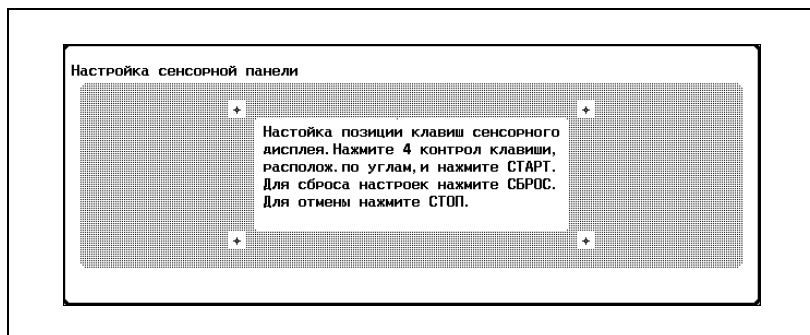 Настройка сенсорной панели
Настойка позиции клавиш сенсорного
дисплея.Нажмите 4 контрол клавиши,
располож.по углам,и нажмите СТАРТ.
Для сброса настроек нажмите СБРОС.
Для отмены нажмите СТОП.